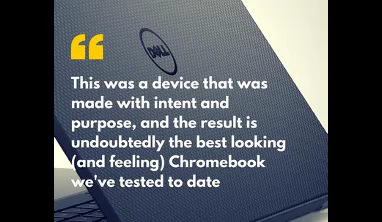 DELL
This was a device that was
made with intent and
purpose, and the result is
undoubtedly the best looking
(and feeling) Chromebook
we've tested to date